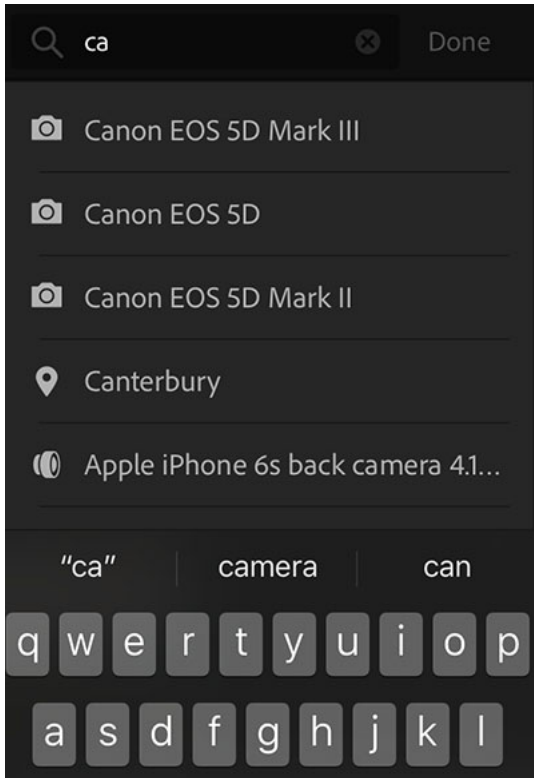 ca Done
Canon EOS 5D Mark III
Canon EOS 5D
Canon EOS 5D Mark II
Canterbury
Apple iPhone 6s back camera 4.1...
“ca” camera can
q w e r t y u i o p
a s d f g h j k l